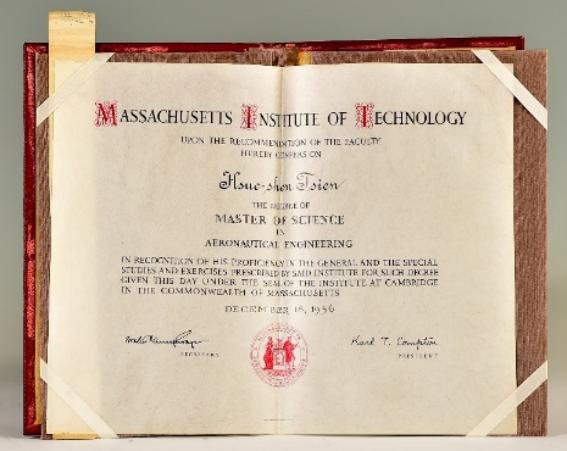 MASSACHUSETTS INSTITUTE OF TECHNOLOGY
UPON THE RECOMMENDATION OF THE FACULTY
HEREBY CONFERS ON
Hsue-shen Tsien
THE DEGREE OF
MASTER OF SCIENCE
IN
AERONAUTICAL ENGINEERING
IN RECOGNITION OF HIS PROFICIENCY IN THE GENERAL AND THE SPECIAL
STUDIES AND EXERCISES PRESCRIBED BY SAID INSTITUTE FOR SUCH DEGREE
GIVEN THIS DAY UNDER THE SEAL OF THE INSTITUTE AT CAMBRIDGE
IN THE COMMONWEALTH OF MASSACHUSETTS
DECEMBER 18, 1936
Karl T. Compton
SECRETARY
PRESIDENT